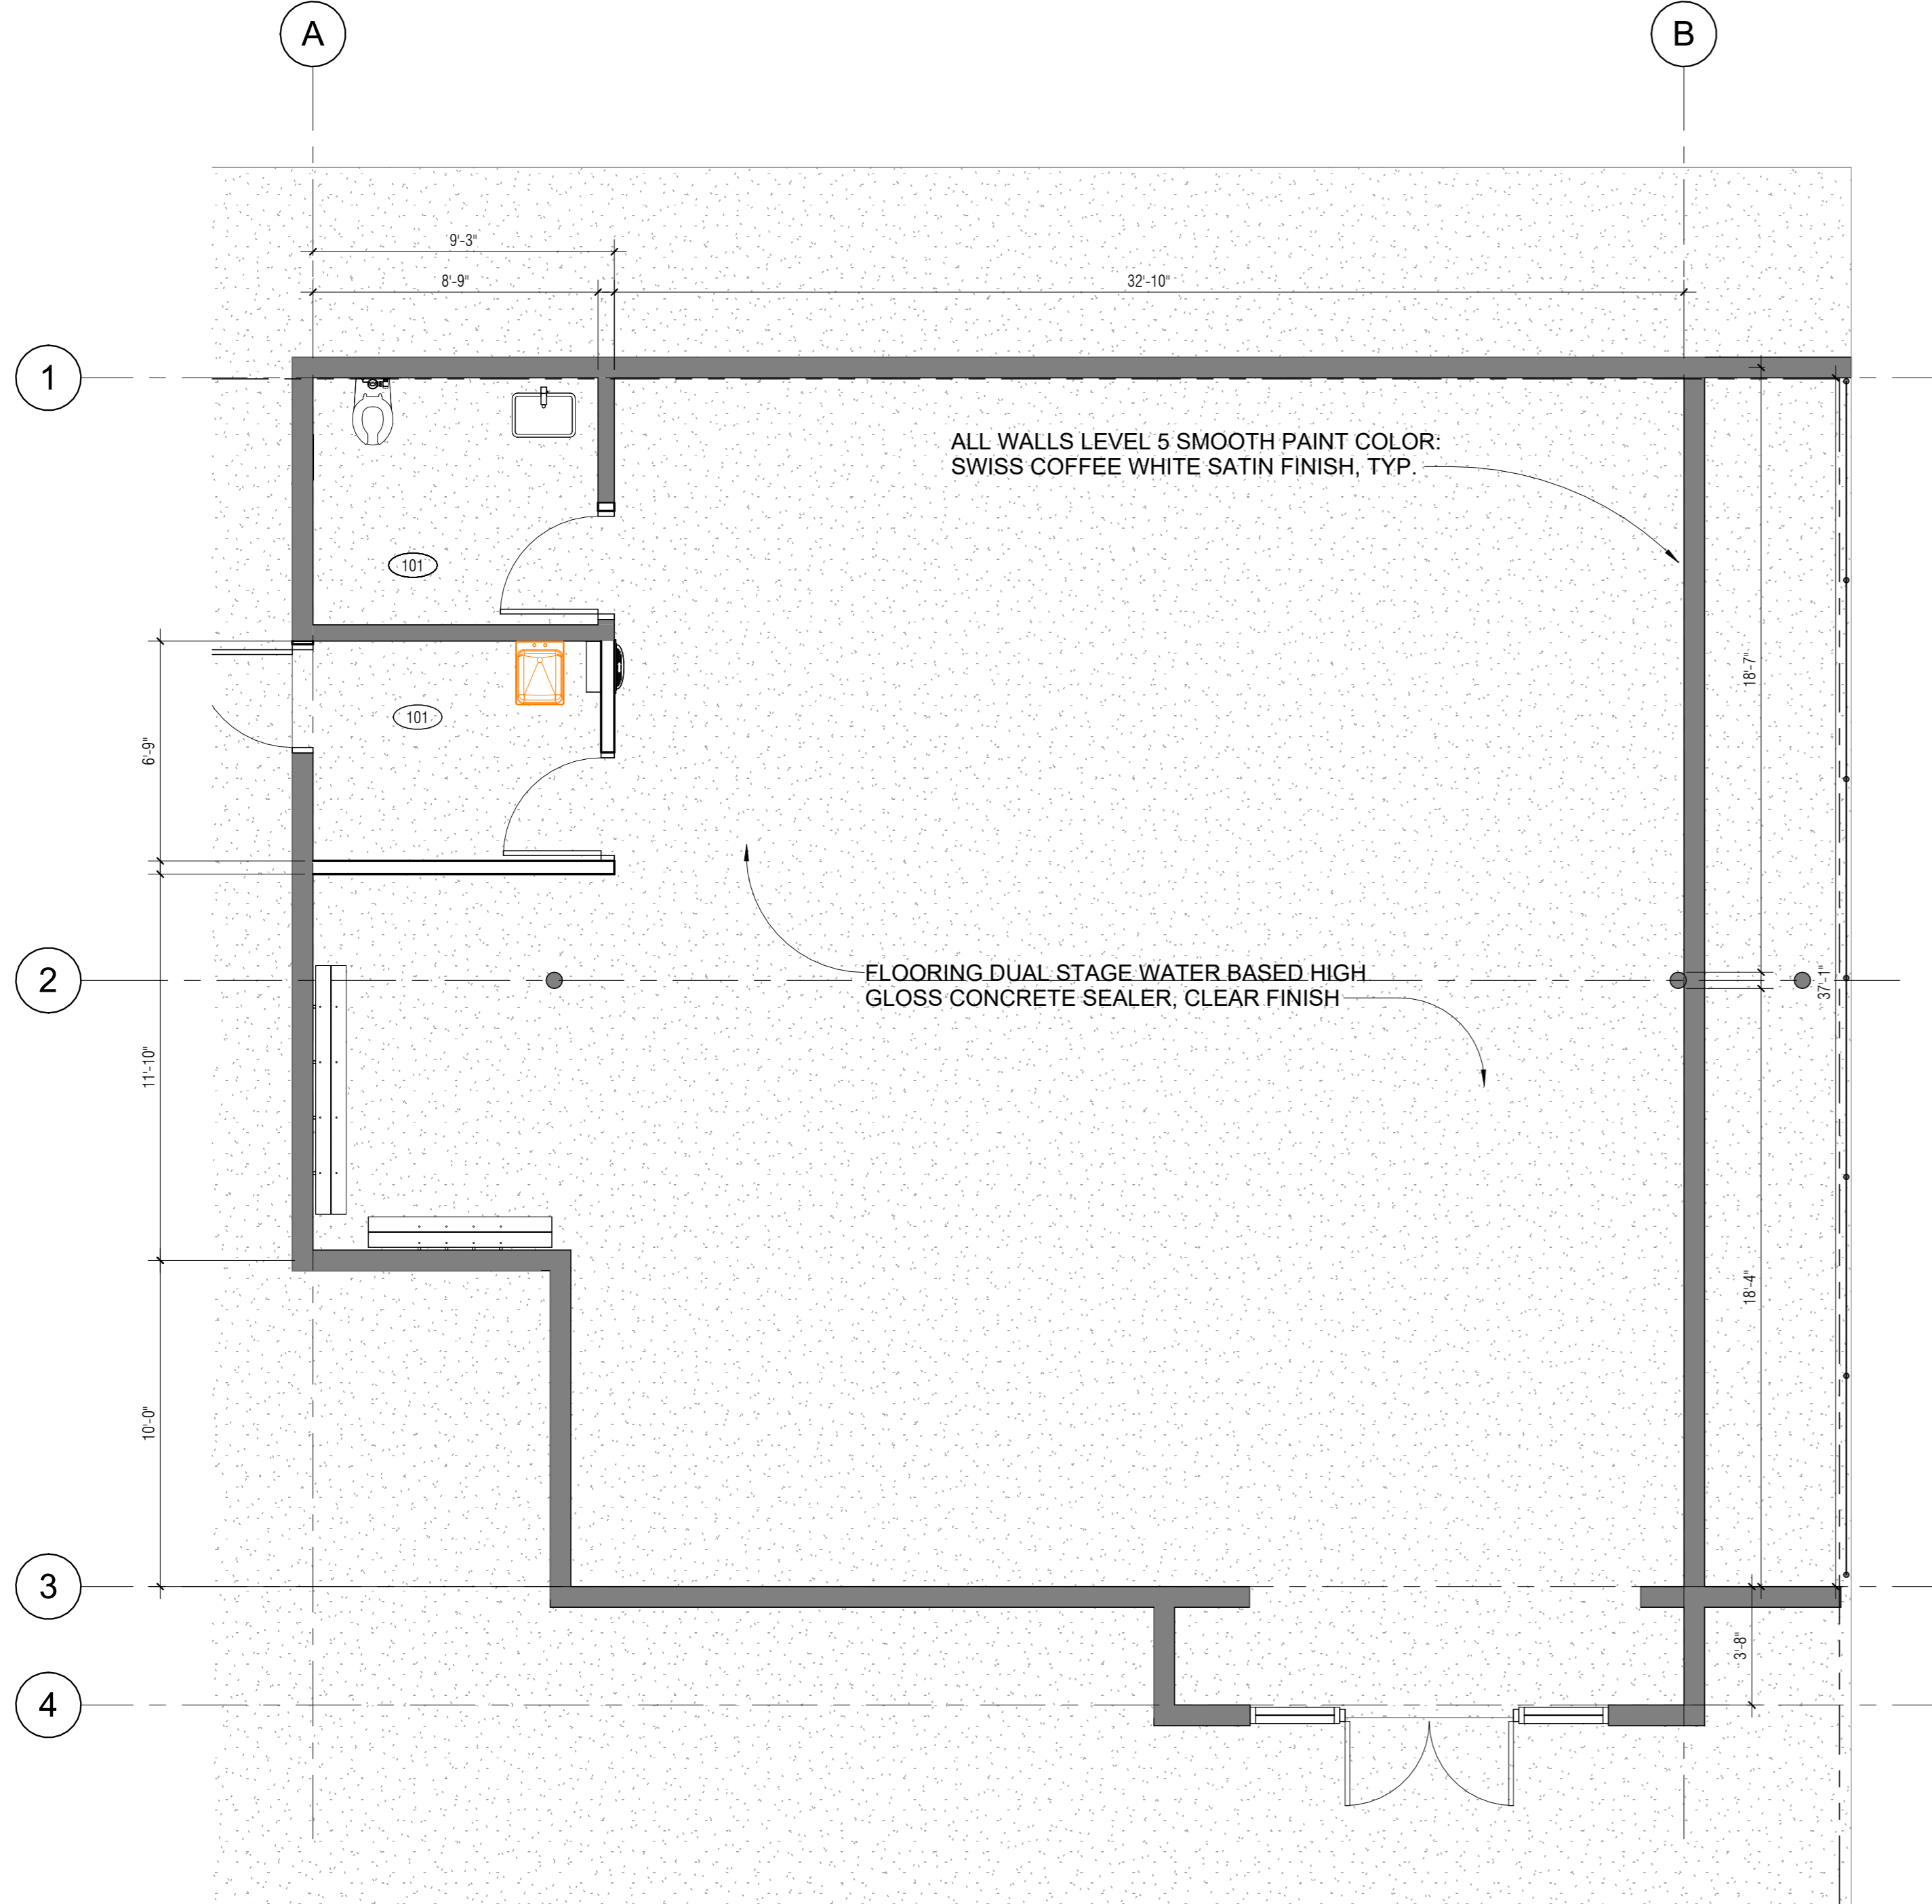 A
B
9'-3"
8'-9"
32'-10"
1
ALL WALLS LEVEL 5 SMOOTH PAINT COLOR:
SWISS COFFEE WHITE SATIN FINISH, TYP.
101
18'-7"
101
6'-9"
FLOORING DUAL STAGE WATER BASED HIGH
GLOSS CONCRETE SEALER, CLEAR FINISH
2
37'-1"
11'-10"
18'-4"
10'-0"
3
3'-8"
4